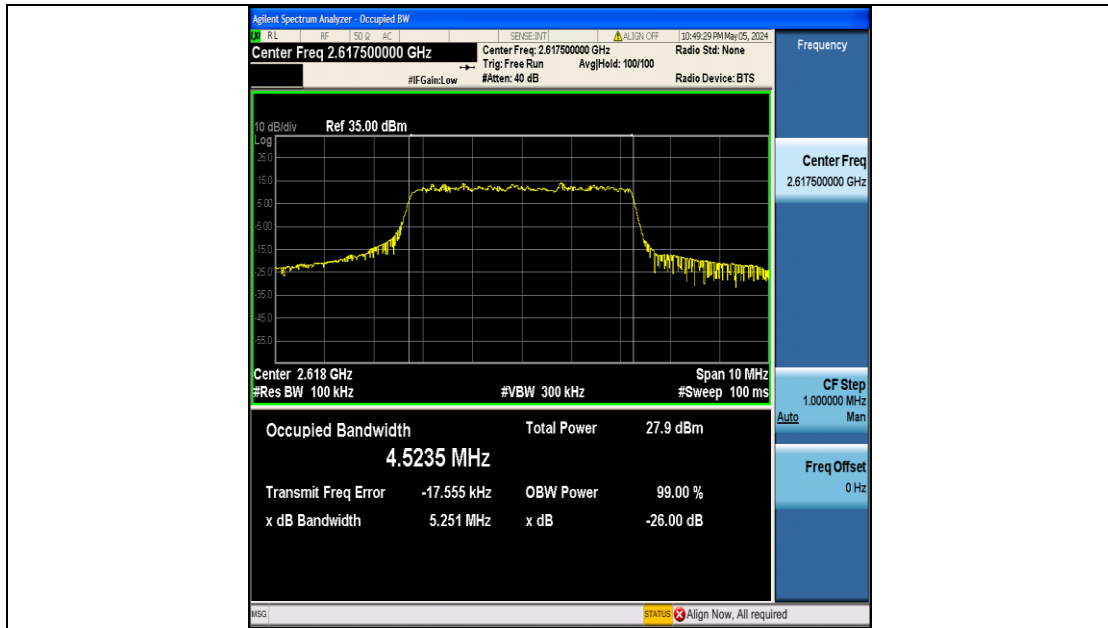 Agilent Spectrum Analyzer - Occupied BW
RL RF 50 Ω AC SENSE:INT ALIGN OFF 10:49:29 PM May 05, 2024
Center Freq 2.617500000 GHz
Center Freq: 2.617500000 GHz
Radio Std: None
Trig: Free Run Avg|Hold: 100/100
#IFGain:Low
#Atten: 40 dB
Radio Device: BTS
10 dB/div Ref 35.00 dBm
Log
25.0
15.0
5.00
-5.00
-15.0
-25.0
-35.0
-45.0
-55.0
Center 2.618 GHz Span 10 MHz
#Res BW 100 kHz #VBW 300 kHz #Sweep 100 ms
Occupied Bandwidth Total Power 27.9 dBm
4.5235 MHz
Transmit Freq Error -17.555 kHz OBW Power 99.00 %
x dB Bandwidth 5.251 MHz x dB -26.00 dB
Frequency
Center Freq
2.617500000 GHz
CF Step
1.000000 MHz
Auto Man
Freq Offset
0 Hz
MSG STATUS Align Now, All required